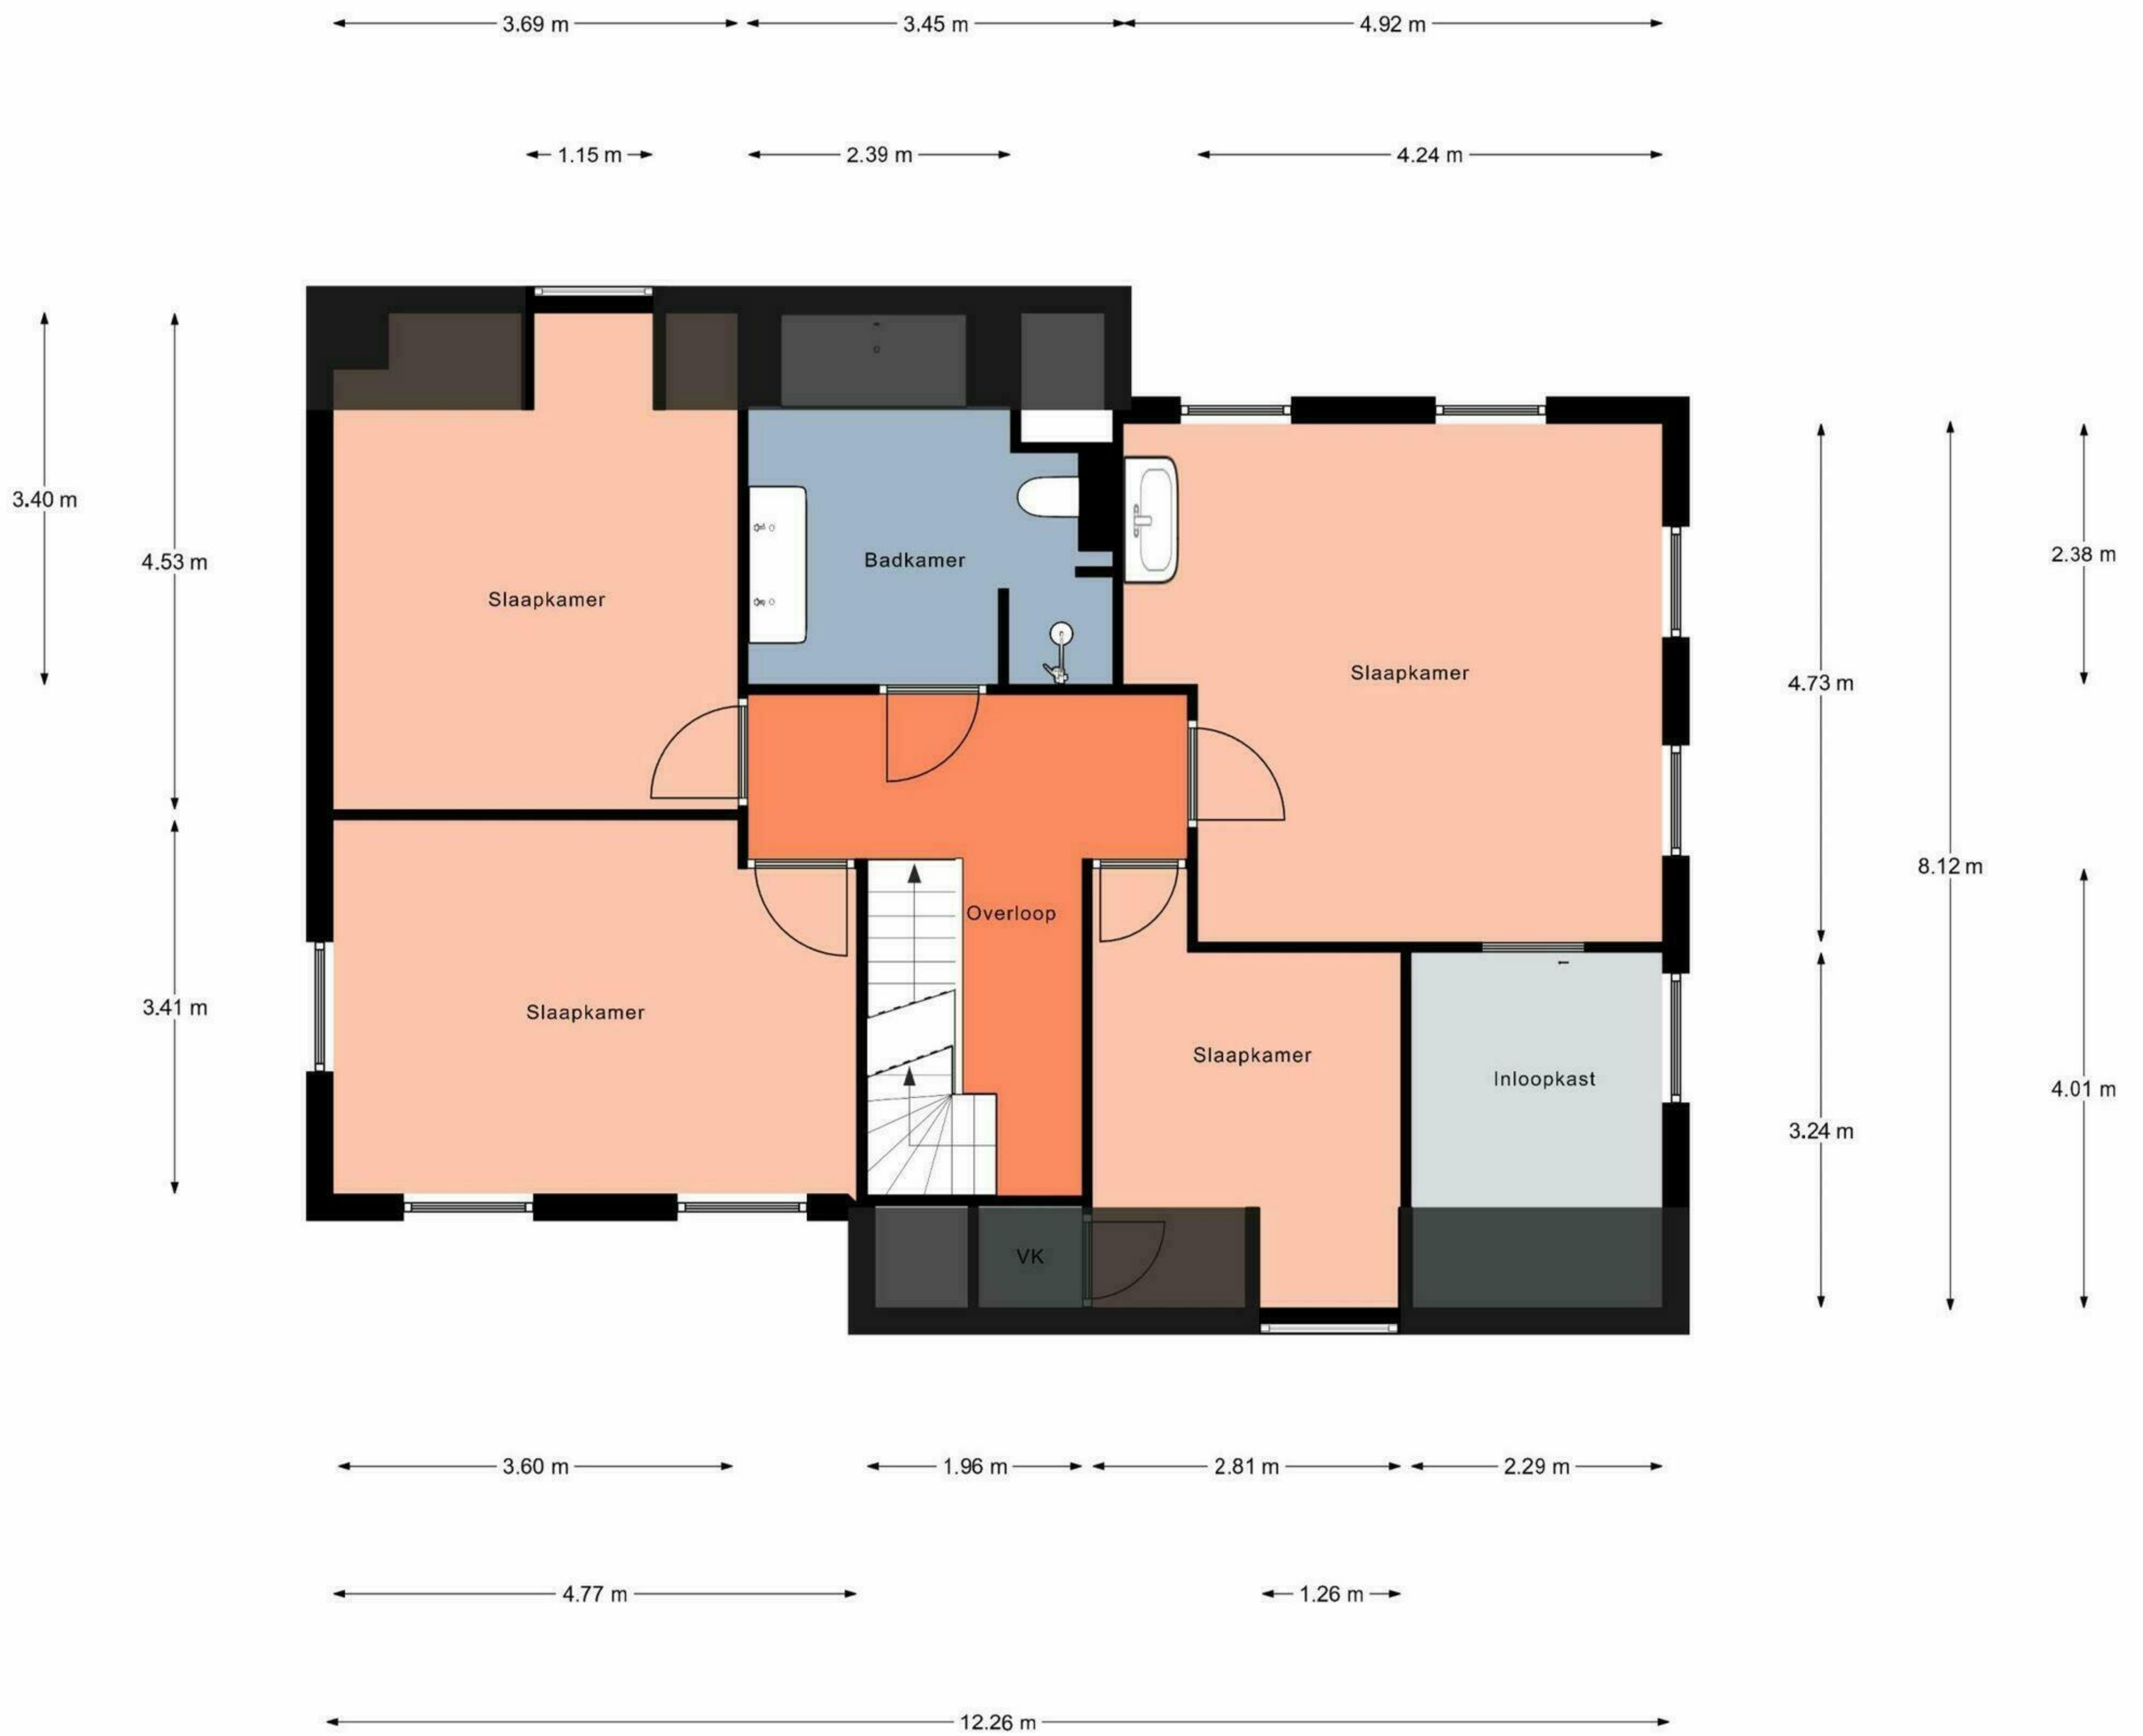 3.69 m
3.45 m
4.92 m
1.15 m
2.39 m
4.24 m
3.40 m
4.53 m
2.38 m
Badkamer
Slaapkamer
Slaapkamer
4.73 m
8.12 m
Overloop
3.41 m
Slaapkamer
Slaapkamer
Inloopkast
4.01 m
3.24 m
VK
3.60 m
1.96 m
2.81 m
2.29 m
4.77 m
1.26 m
12.26 m